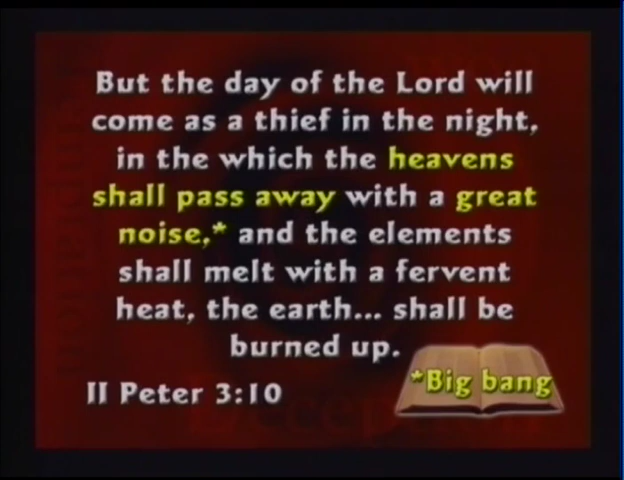 But the day of the Lord will
come as a thief in the night,
in the which the heavens
shall pass away with a great
noise,* and the elements
shall melt with a fervent
heat, the earth... shall be
burned up.
II Peter 3:10
*Big bang